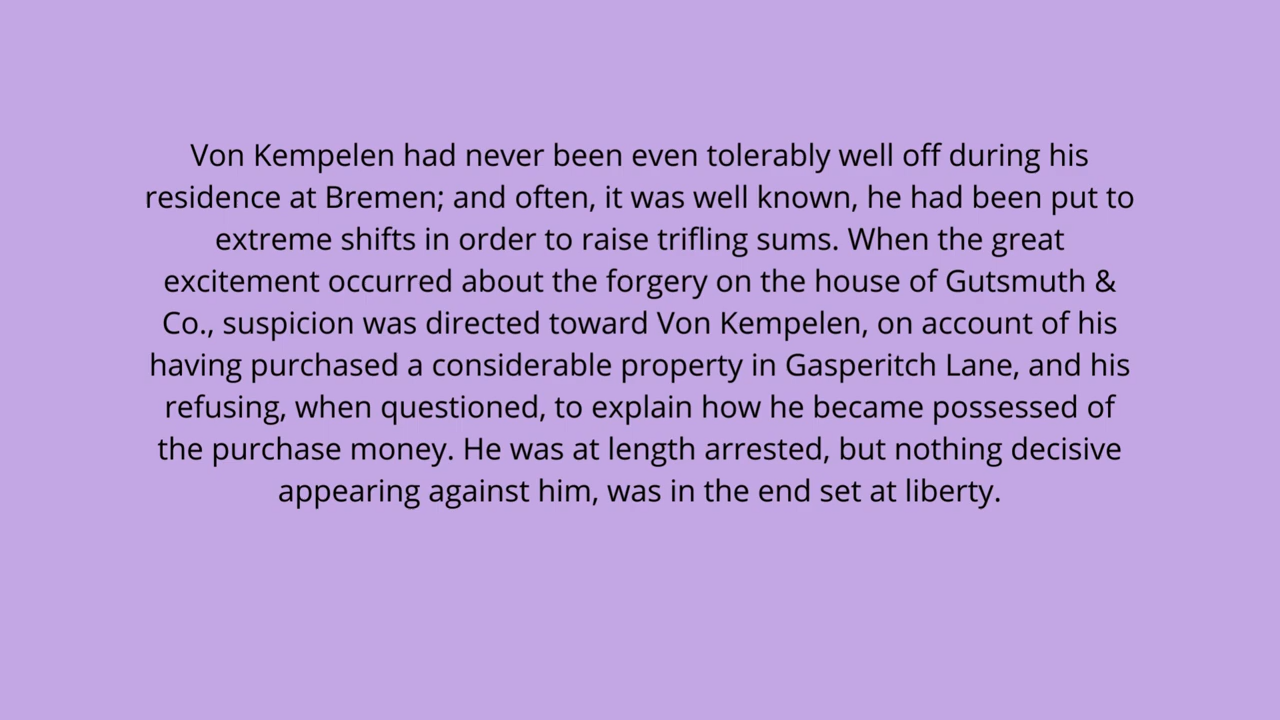 Von Kempelen had never been even tolerably well off during his
residence at Bremen; and often, it was well known, he had been put to
extreme shifts in order to raise trifling sums. When the great
excitement occurred about the forgery on the house of Gutsmuth &
Co., suspicion was directed toward Von Kempelen, on account of his
having purchased a considerable property in Gasperitch Lane, and his
refusing, when questioned, to explain how he became possessed of
the purchase money. He was at length arrested, but nothing decisive
appearing against him, was in the end set at liberty.